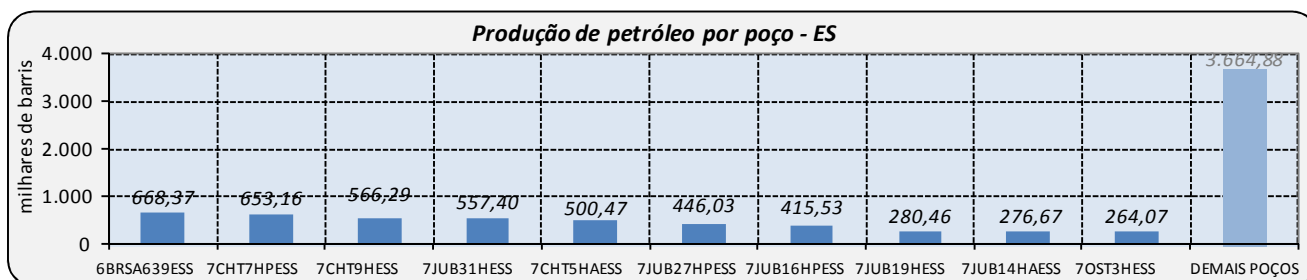 Produção de petróleo por poço - ES
milhares de barris
4.000
3.000
2.000
1.000
0
668,37 653,16 566,29 557,40 500,47 446,03 415,53 280,46 276,67 264,07 3.664,88
6BRSA639ESS 7CHT7HPESS 7CHT9HESS 7JUB31HESS 7CHT5HAESS 7JUB27HPESS 7JUB16HPESS 7JUB19HESS 7JUB14HAESS 7OST3HESS DEMAIS POÇOS